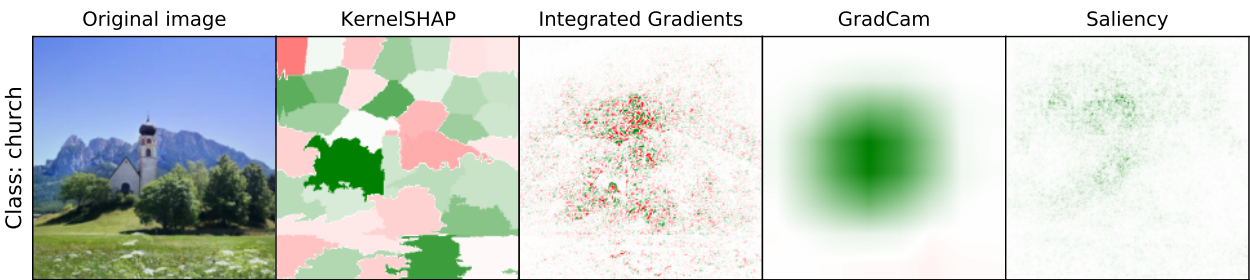 Original image
KernelSHAP
Integrated Gradients
GradCam
Saliency
Class: church